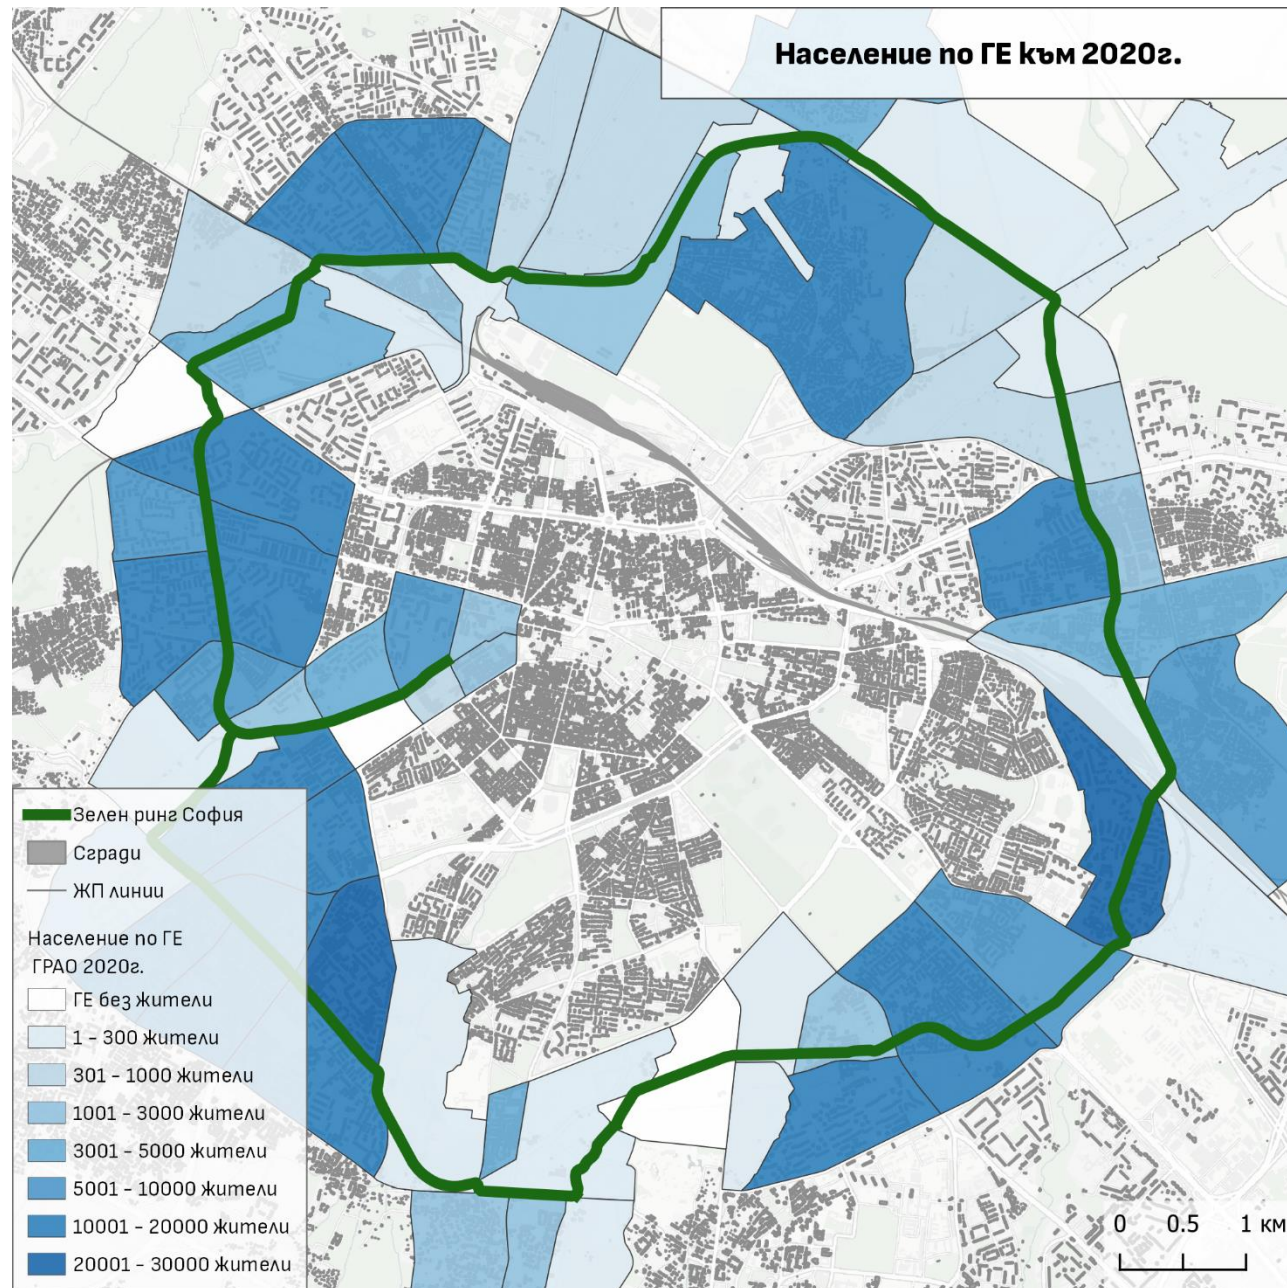 Население по ГЕ към 2020г.
Зелен ринг София
Сгради
ЖП линии
Население по ГЕ
ГРАО 2020г.
ГЕ без жители
1 - 300 жители
301 - 1000 жители
1001 - 3000 жители
3001 - 5000 жители
5001 - 10000 жители
10001 - 20000 жители
20001 - 30000 жители
0 0.5 1 км